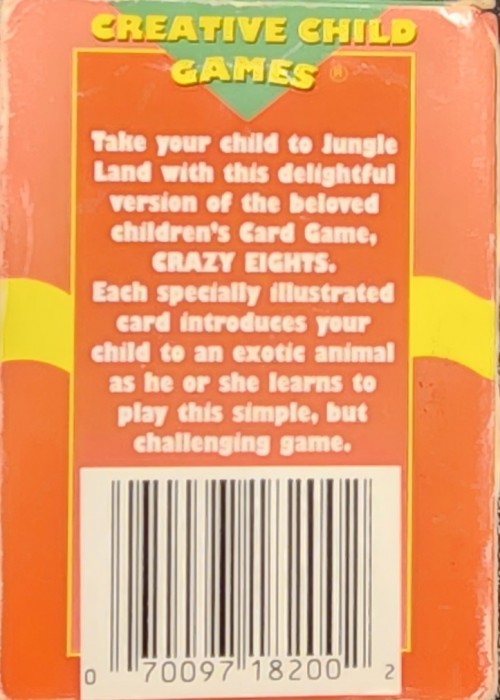 CREATIVE CHILD
GAMES®
Take your child to Jungle
Land with this delightful
version of the beloved
children's Card Game,
CRAZY EIGHTS.
Each specially illustrated
card introduces your
child to an exotic animal
as he or she learns to
play this simple, but
challenging game.
0 70097 18200 2